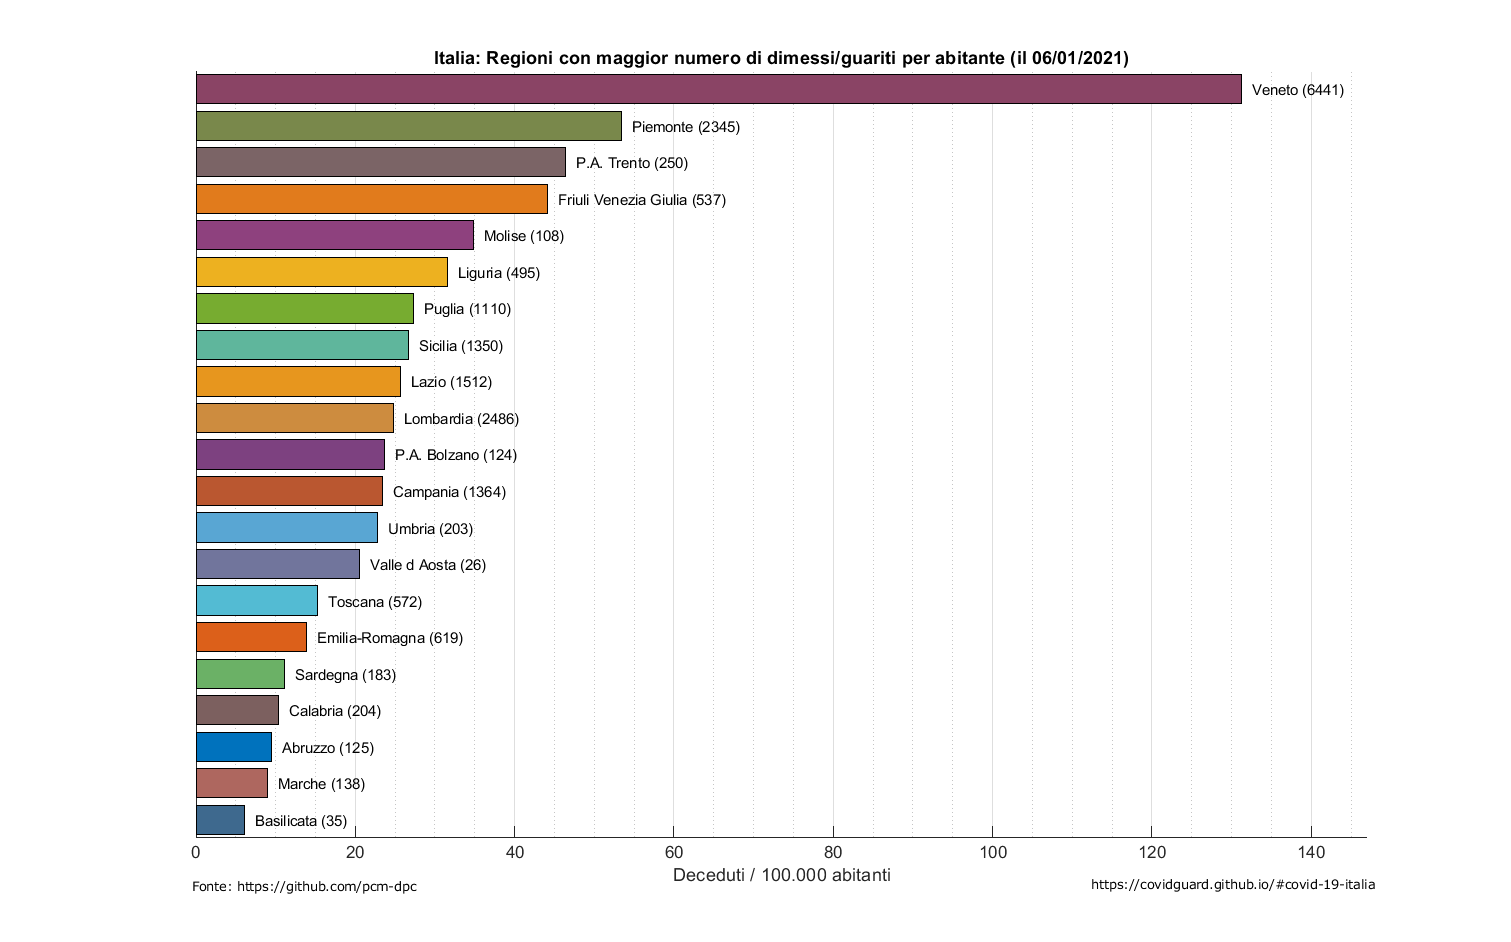 Italia: Regioni con maggior numero di dimessi/guariti per abitante (il 06/01/2021)
Veneto (6441)
Piemonte (2345)
P.A. Trento (250)
Friuli Venezia Giulia (537)
Molise (108)
Liguria (495)
Puglia (1110)
Sicilia (1350)
Lazio (1512)
Lombardia (2486)
P.A. Bolzano (124)
Campania (1364)
Umbria (203)
Valle d Aosta (26)
Toscana (572)
Emilia-Romagna (619)
Sardegna (183)
Calabria (204)
Abruzzo (125)
Marche (138)
Basilicata (35)
0 20 40 60 80 100 120 140
Deceduti / 100.000 abitanti
Fonte: https://github.com/pcm-dpc
https://covidguard.github.io/#covid-19-italia